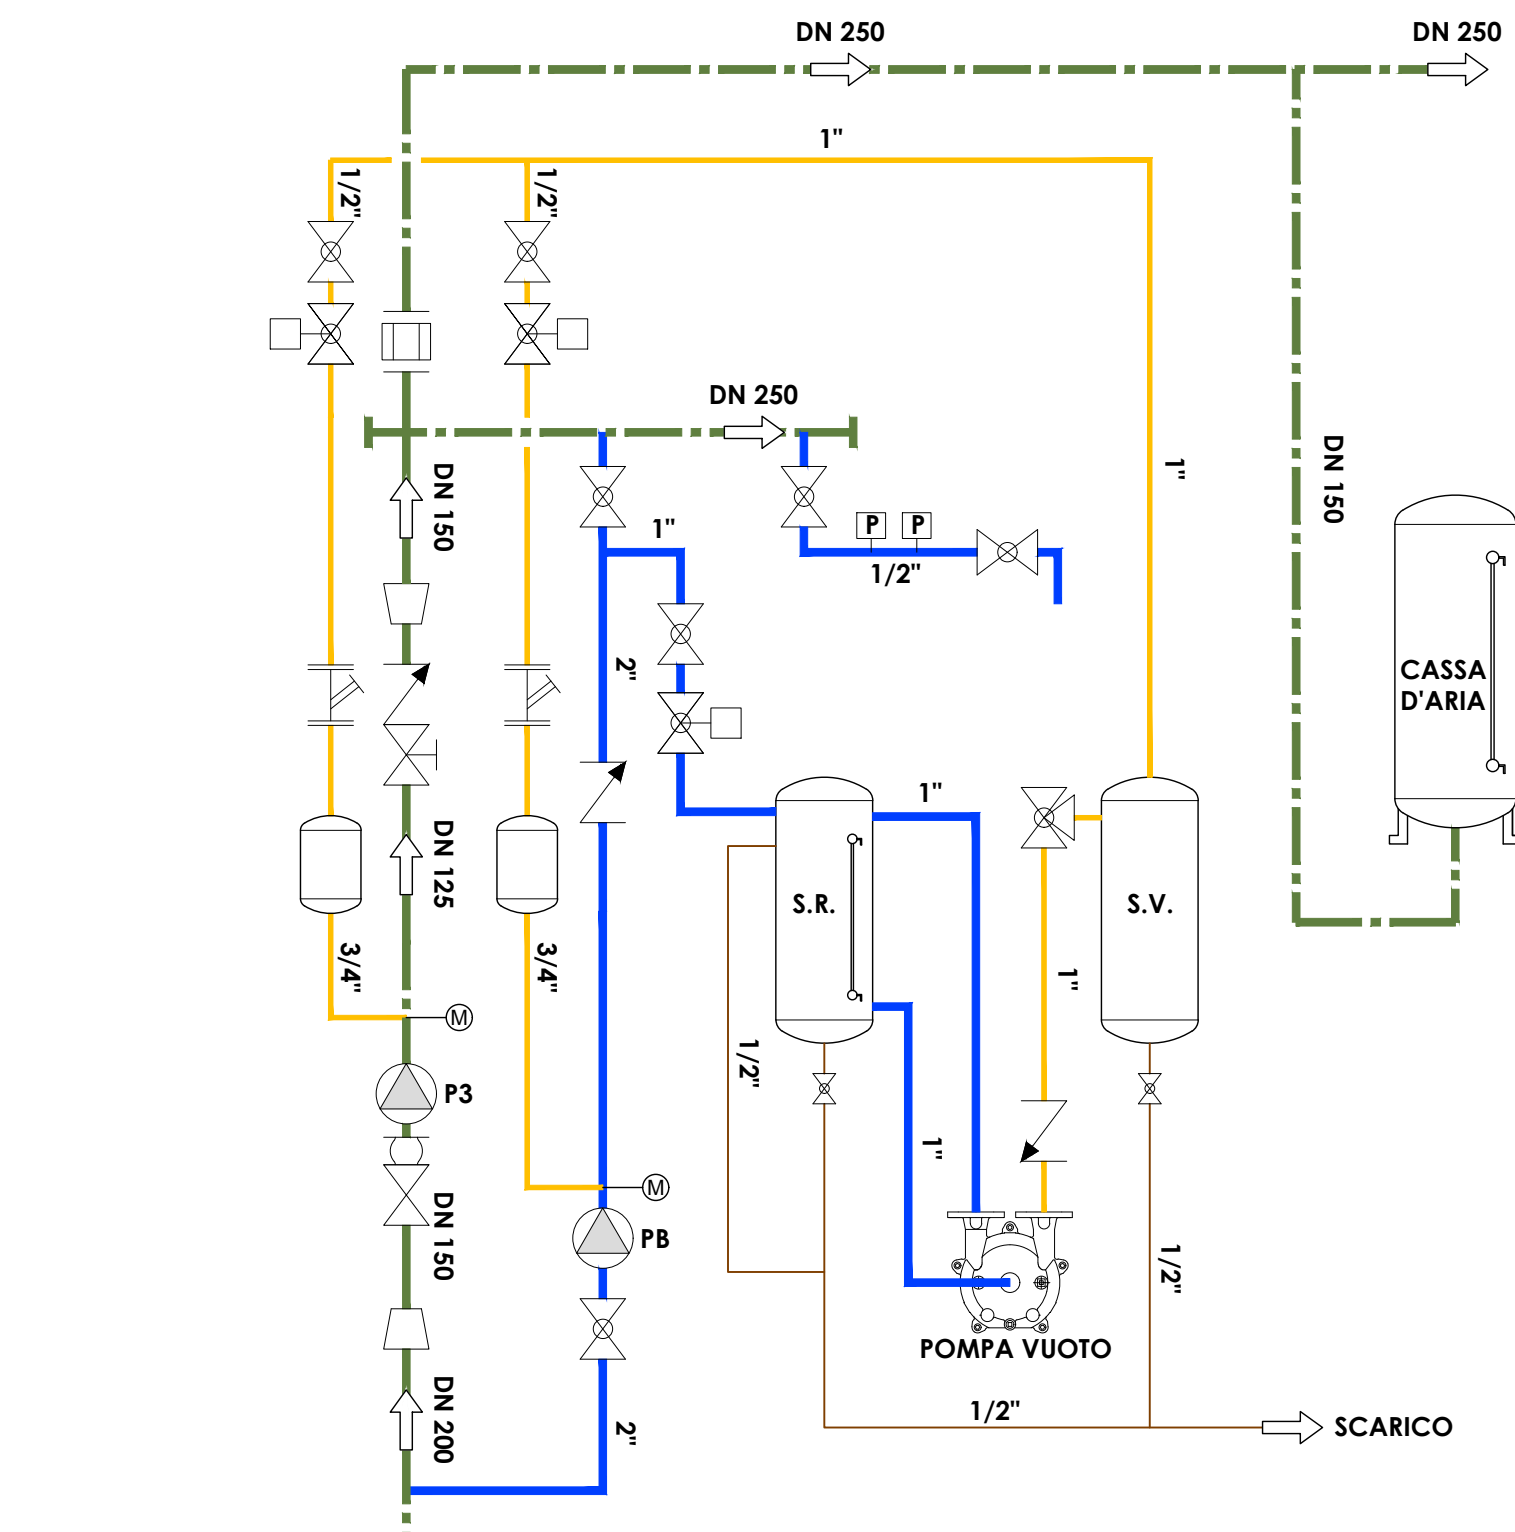 DN 250
DN 250
1"
1/2"
1/2"
DN 250
DN 150
1"
P
P
1/2"
1"
DN 150
2"
CASSA
D'ARIA
1"
DN 125
S.R.
S.V.
3/4"
3/4"
1"
M
1/2"
P3
1"
M
DN 150
PB
1/2"
POMPA VUOTO
DN 200
2"
1/2"
SCARICO